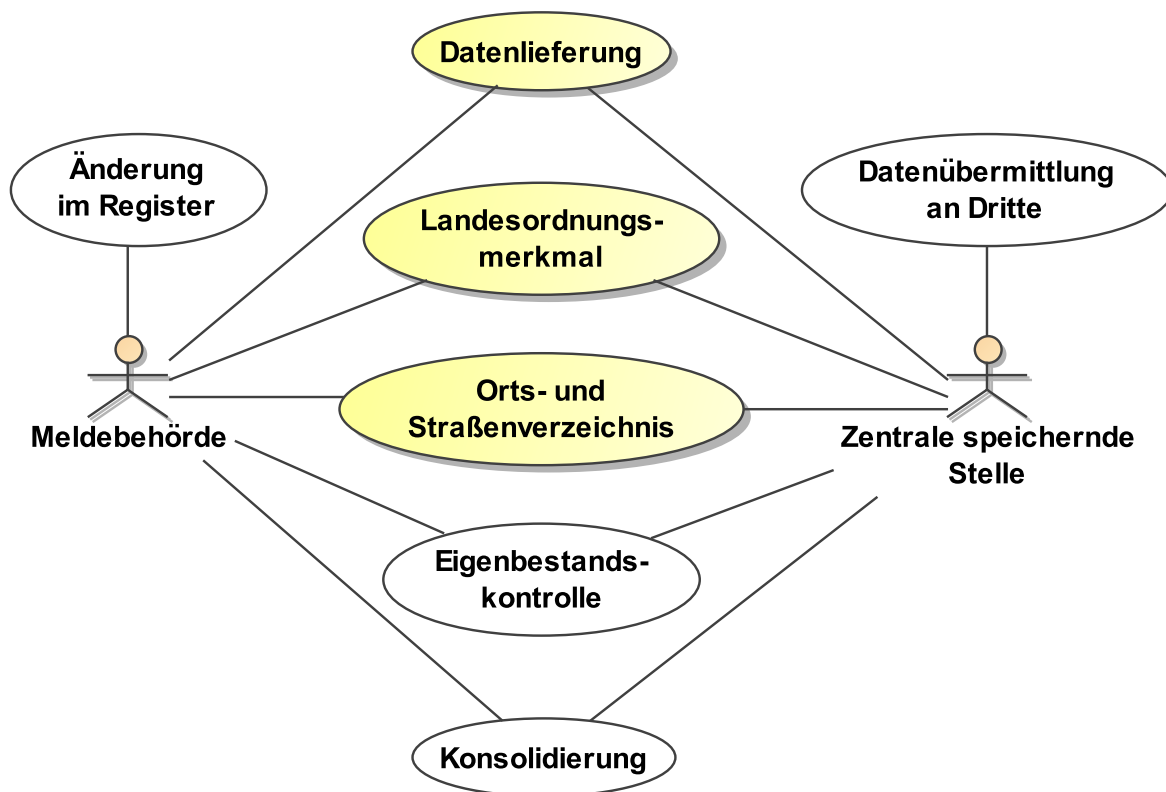 Datenlieferung
Änderung
im Register
Datenübermittlung
an Dritte
Landesordnungs-
merkmal
Orts- und
Straßenverzeichnis
Meldebehörde
Zentrale speichernde
Stelle
Eigenbestands-
kontrolle
Konsolidierung